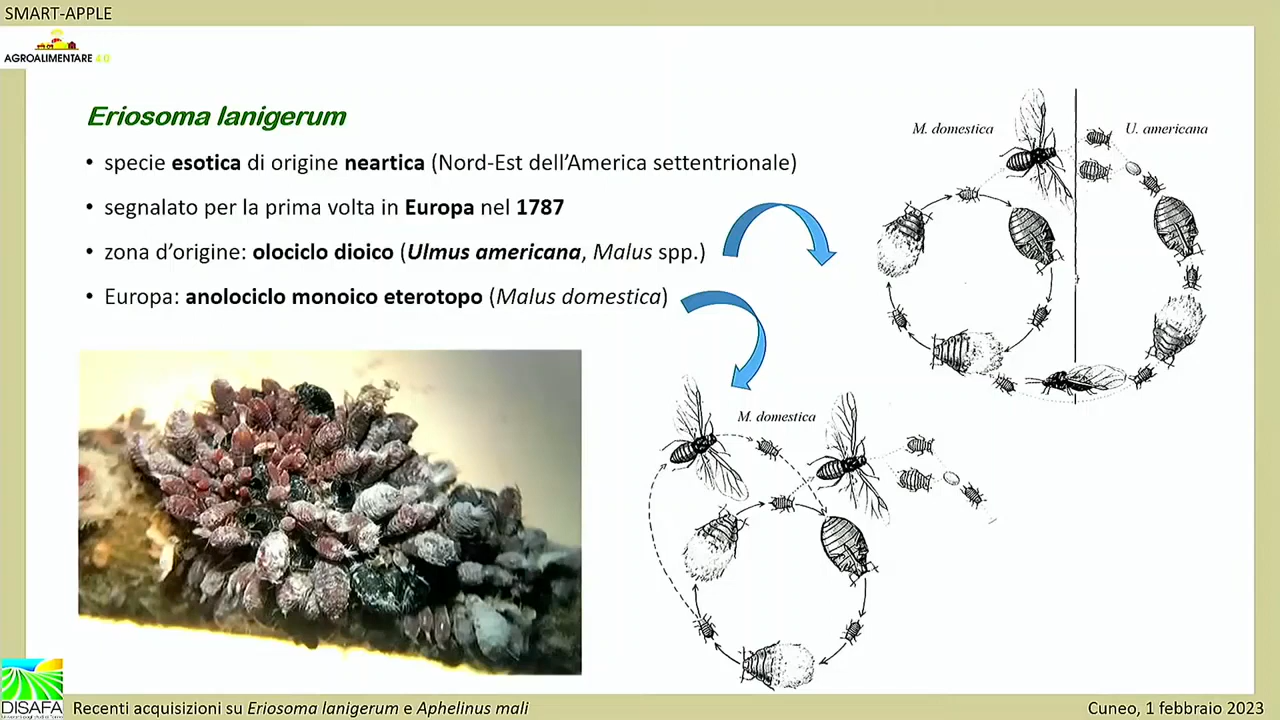 SMART-APPLE
AGROALIMENTARE 4.0
Eriosoma lanigerum
• specie esotica di origine neartica (Nord-Est dell’America settentrionale)
• segnalato per la prima volta in Europa nel 1787
• zona d’origine: olociclo dioico (Ulmus americana, Malus spp.)
• Europa: anolociclo monoico eterotopo (Malus domestica)
M. domestica
U. americana
M. domestica
DISAFA
Recenti acquisizioni su Eriosoma lanigerum e Aphelinus mali
Cuneo, 1 febbraio 2023